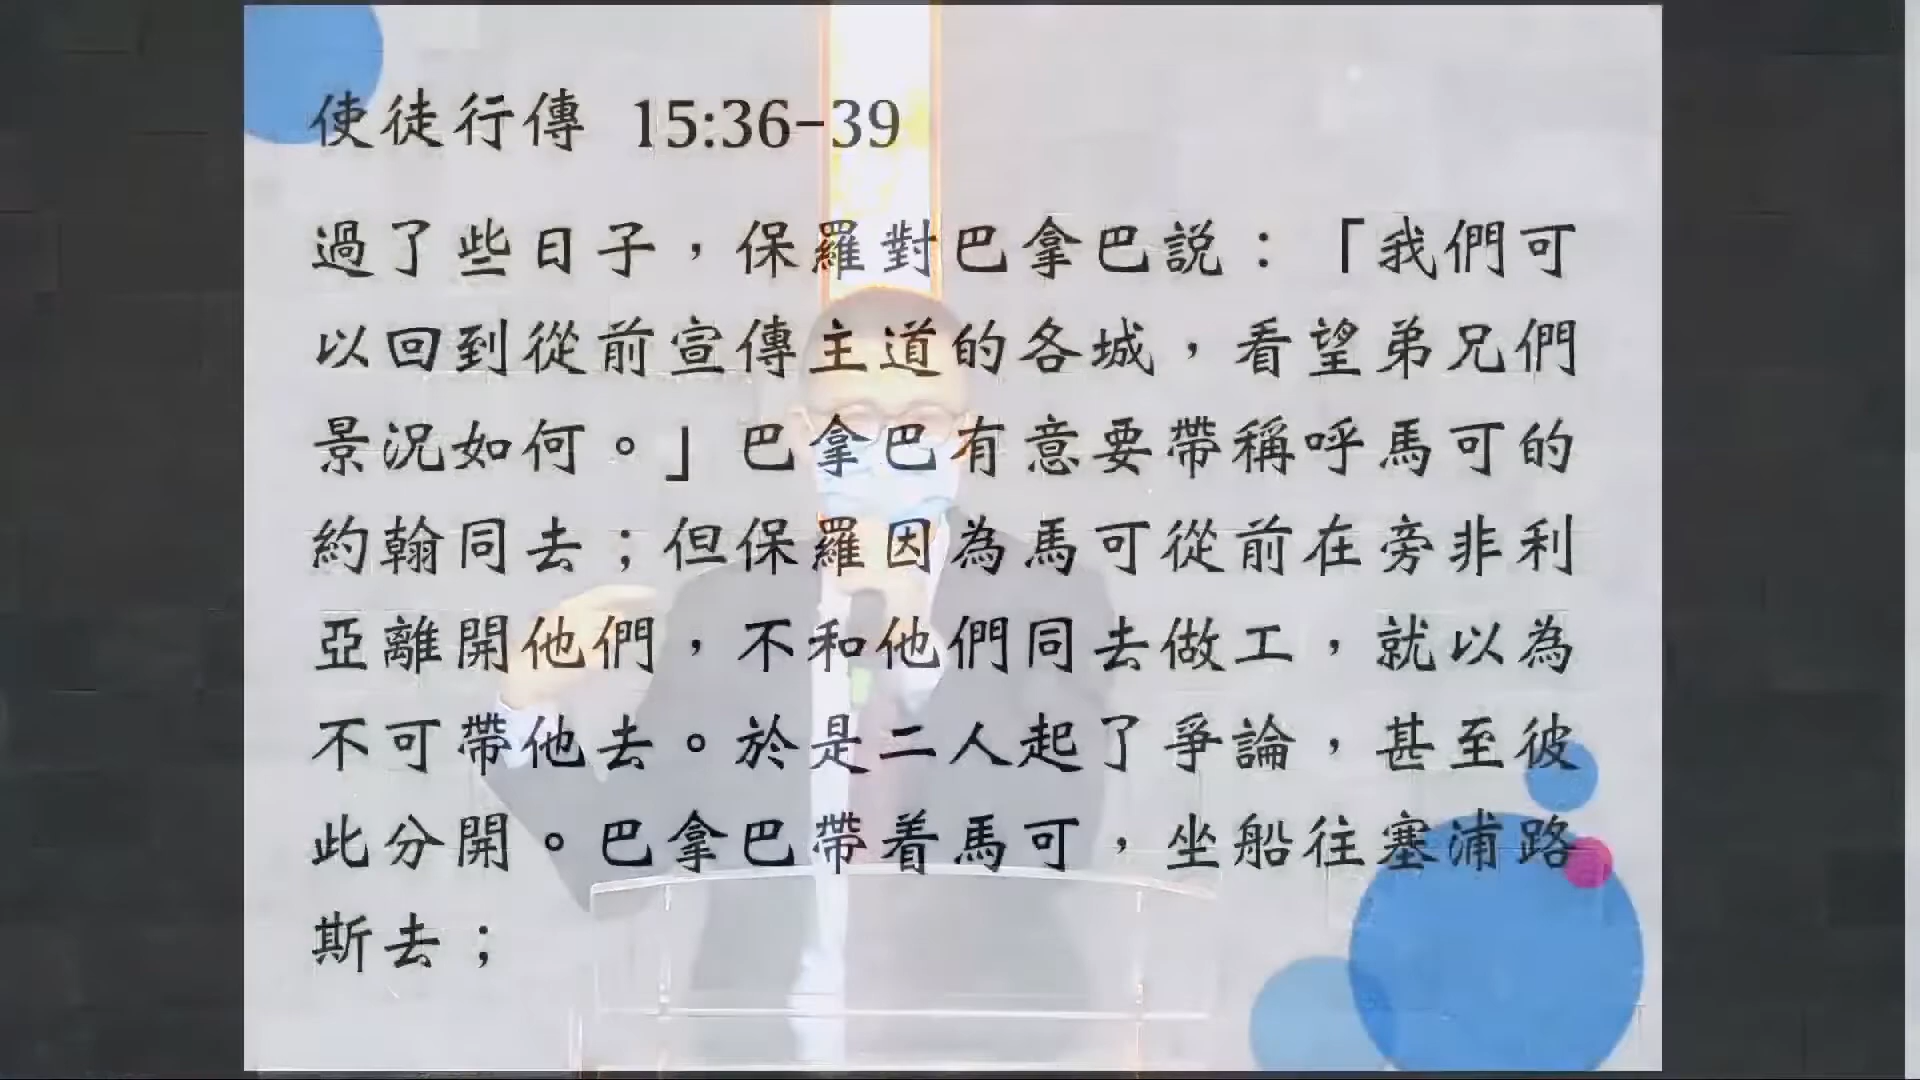 使徒行傳 15:36-39
過了些日子，保羅對巴拿巴説：「我們可
以回到從前宣傳主道的各城，看望弟兄們
景況如何。」巴拿巴有意要帶稱呼馬可的
約翰同去；但保羅因為馬可從前在旁非利
亞離開他們，不和他們同去做工，就以為
不可帶他去。於是二人起了爭論，甚至彼
此分開。巴拿巴帶着馬可，坐船往塞浦路
斯去；